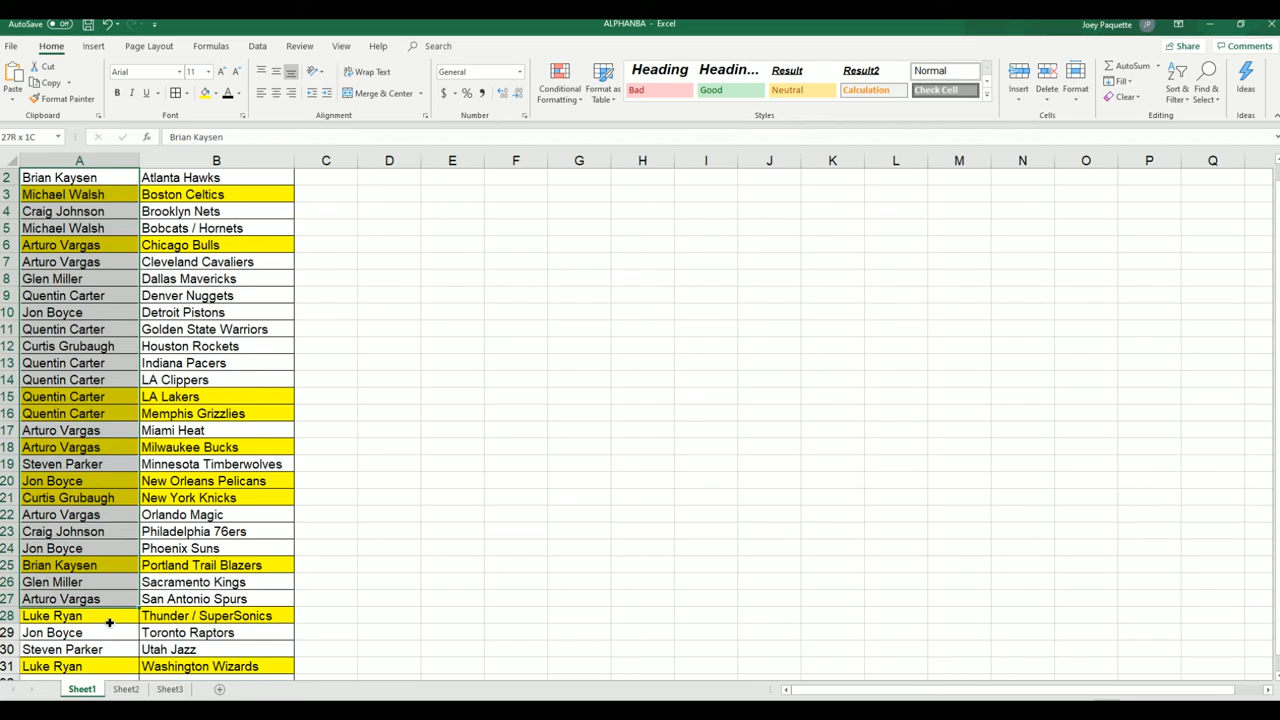 AutoSave Off
ALPHANBA - Excel
Joey Paquette JP
File Home Insert Page Layout Formulas Data Review View Help Search Share Comments
Cut
Copy
Format Painter
Paste
Clipboard
Arial 11
B I U
Font
Wrap Text
Merge & Center
Alignment
General
$ % 9
Number
Conditional Formatting
Format as Table
Heading Headin... Result Result2 Normal
Bad Good Neutral Calculation Check Cell
Styles
Insert Delete Format
Cells
AutoSum
Fill
Clear
Sort & Filter
Find & Select
Editing
Ideas
Ideas
27R x 1C fx Brian Kaysen
A B C D E F G H I J K L M N O P Q
2 Brian Kaysen Atlanta Hawks
3 Michael Walsh Boston Celtics
4 Craig Johnson Brooklyn Nets
5 Michael Walsh Bobcats / Hornets
6 Arturo Vargas Chicago Bulls
7 Arturo Vargas Cleveland Cavaliers
8 Glen Miller Dallas Mavericks
9 Quentin Carter Denver Nuggets
10 Jon Boyce Detroit Pistons
11 Quentin Carter Golden State Warriors
12 Curtis Grubaugh Houston Rockets
13 Quentin Carter Indiana Pacers
14 Quentin Carter LA Clippers
15 Quentin Carter LA Lakers
16 Quentin Carter Memphis Grizzlies
17 Arturo Vargas Miami Heat
18 Arturo Vargas Milwaukee Bucks
19 Steven Parker Minnesota Timberwolves
20 Jon Boyce New Orleans Pelicans
21 Curtis Grubaugh New York Knicks
22 Arturo Vargas Orlando Magic
23 Craig Johnson Philadelphia 76ers
24 Jon Boyce Phoenix Suns
25 Brian Kaysen Portland Trail Blazers
26 Glen Miller Sacramento Kings
27 Arturo Vargas San Antonio Spurs
28 Luke Ryan Thunder / SuperSonics
29 Jon Boyce Toronto Raptors
30 Steven Parker Utah Jazz
31 Luke Ryan Washington Wizards
Sheet1 Sheet2 Sheet3